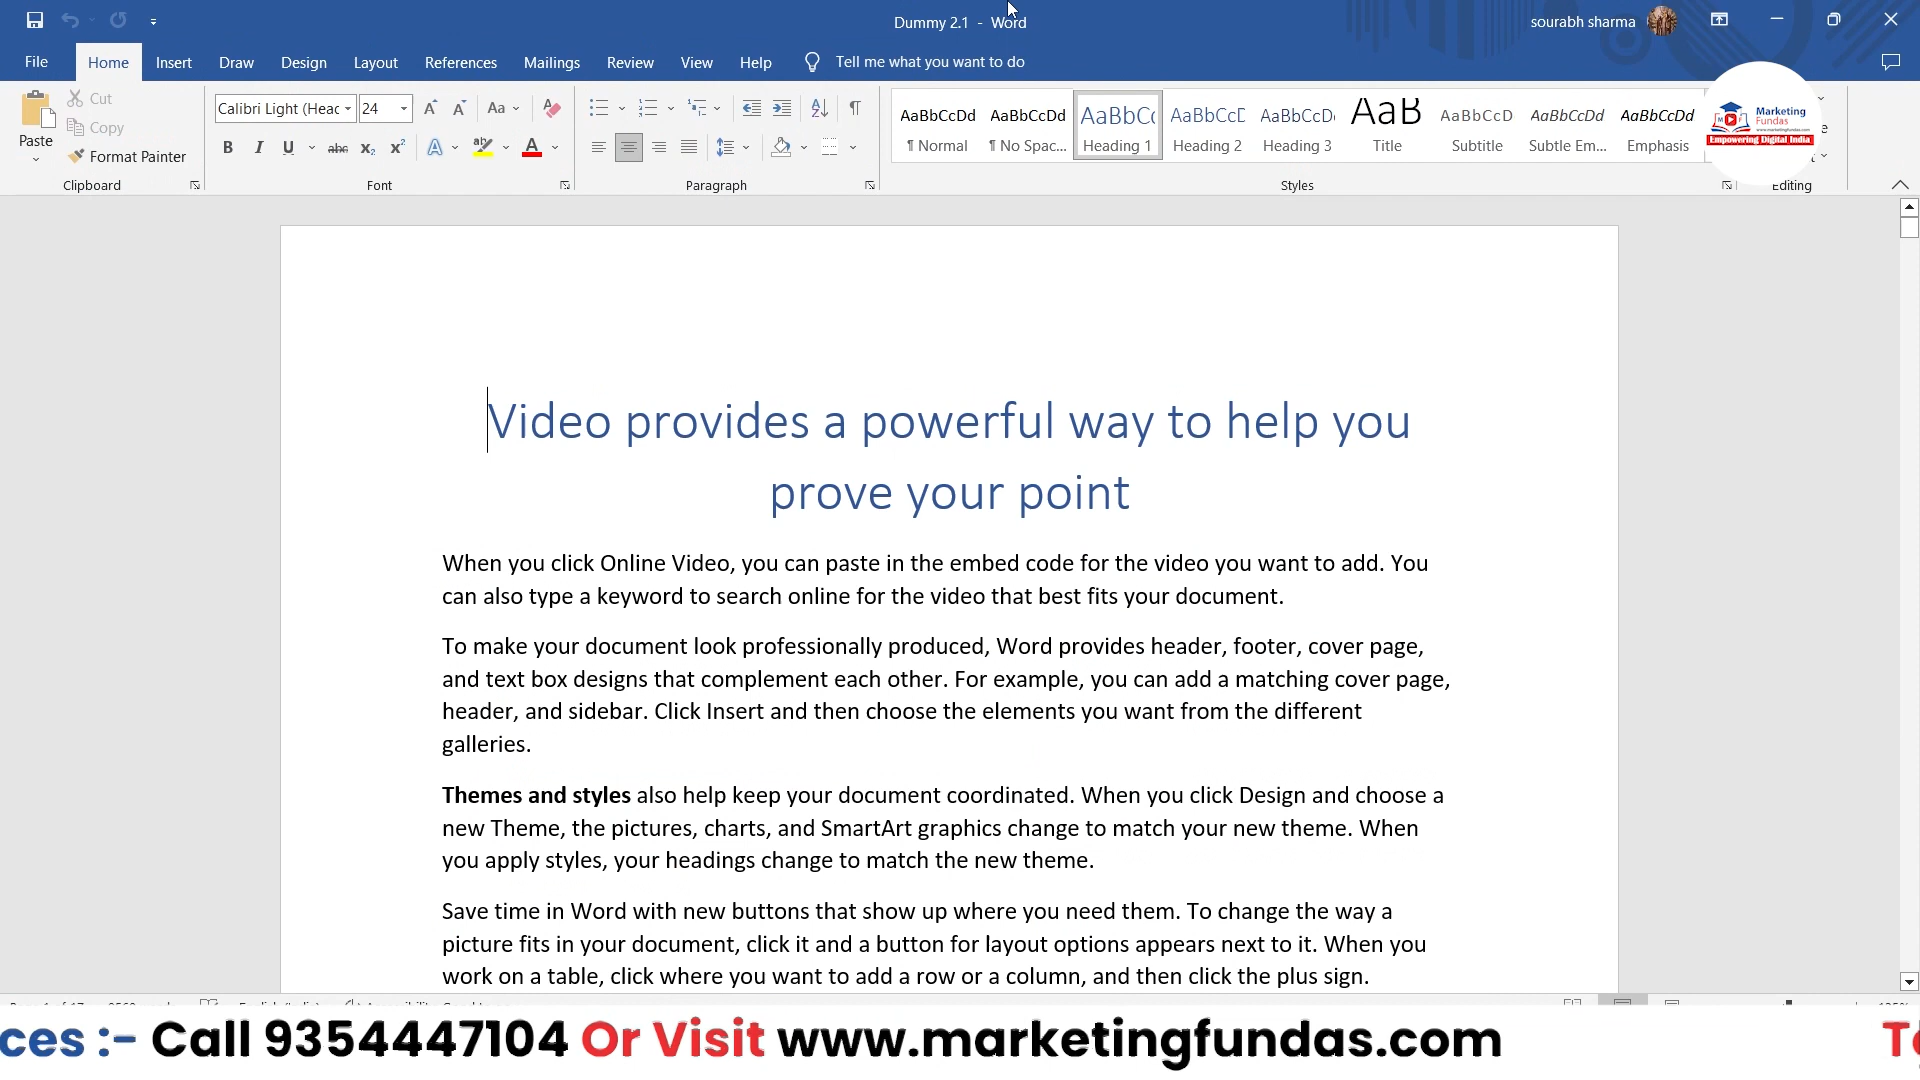 Dummy 2.1 - Word
sourabh sharma
File
Home
Insert
Draw
Design
Layout
References
Mailings
Review
View
Help
Tell me what you want to do
Paste
Cut
Copy
Format Painter
Clipboard
Calibri Light (Heac
24
Aa
B I U abc x₂ x²
A
A
Font
Paragraph
AaBbCcDd
¶ Normal
AaBbCcDd
¶ No Spac...
AaBbCc
Heading 1
AaBbCcD
Heading 2
AaBbCcDd
Heading 3
AaB
Title
AaBbCcD
Subtitle
AaBbCcDd
Subtle Em...
AaBbCcDd
Emphasis
Styles
Marketing
Fundas
www.marketingfundas.com
Empowering Digital India
Editing
Video provides a powerful way to help you
prove your point
When you click Online Video, you can paste in the embed code for the video you want to add. You
can also type a keyword to search online for the video that best fits your document.
To make your document look professionally produced, Word provides header, footer, cover page,
and text box designs that complement each other. For example, you can add a matching cover page,
header, and sidebar. Click Insert and then choose the elements you want from the different
galleries.
Themes and styles also help keep your document coordinated. When you click Design and choose a
new Theme, the pictures, charts, and SmartArt graphics change to match your new theme. When
you apply styles, your headings change to match the new theme.
Save time in Word with new buttons that show up where you need them. To change the way a
picture fits in your document, click it and a button for layout options appears next to it. When you
work on a table, click where you want to add a row or a column, and then click the plus sign.
ces :- Call 9354447104 Or Visit www.marketingfundas.com